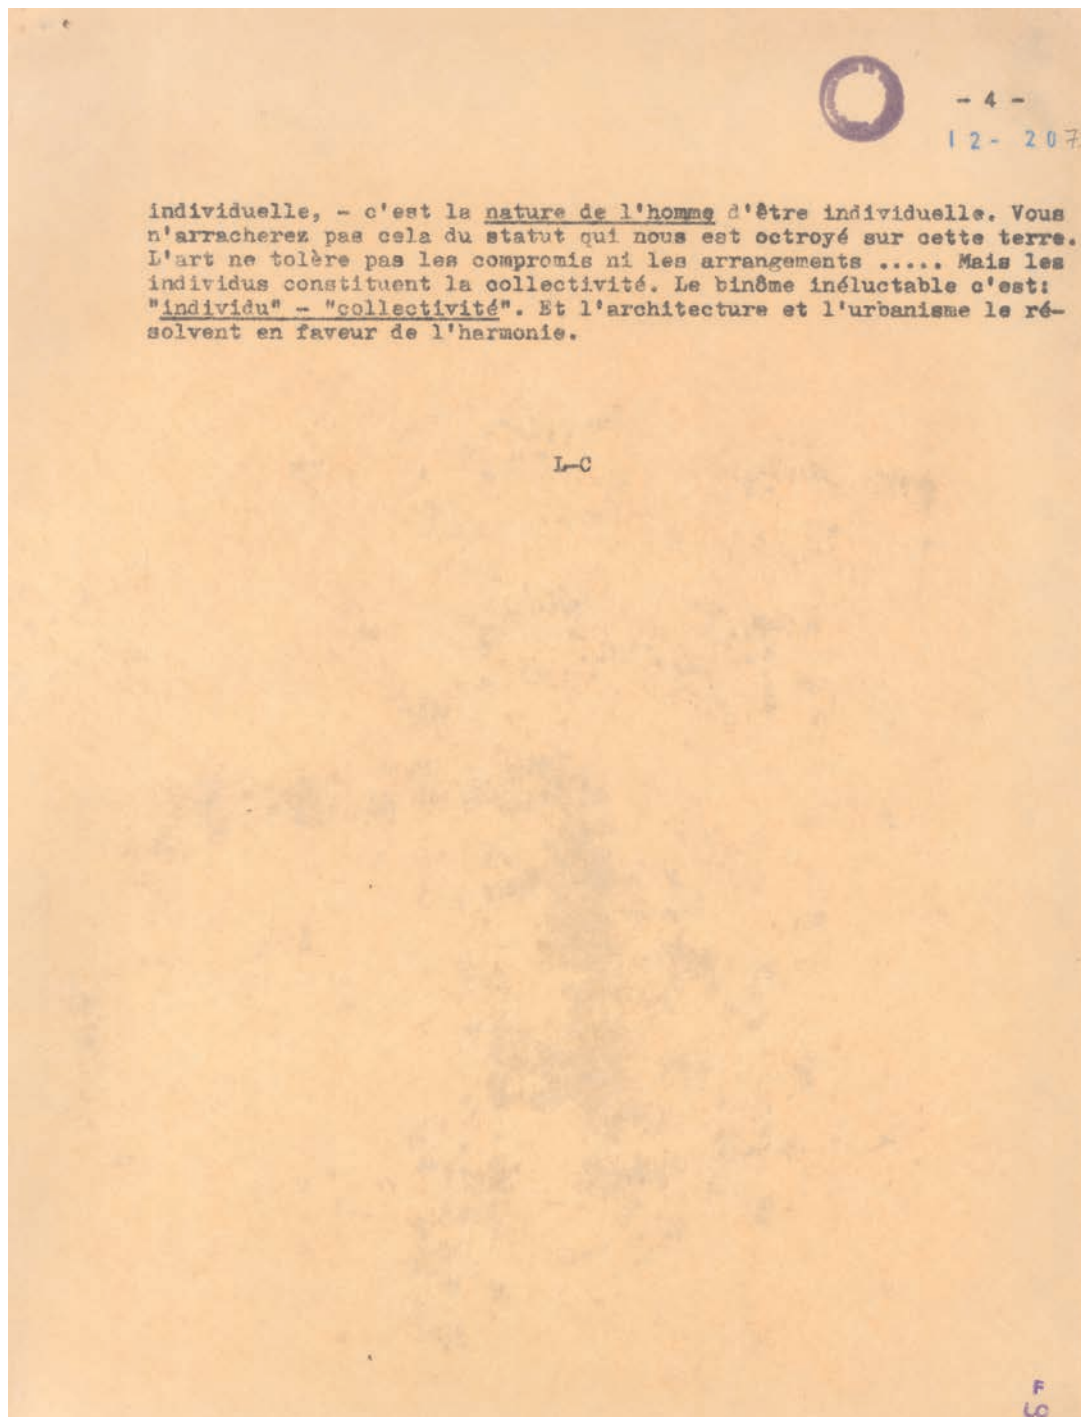 - 4 -
12- 207
individuelle, - c'est la nature de l'homme d'être individuelle. Vous
n'arracherez pas cela du statut qui nous est octroyé sur cette terre.
L'art ne tolère pas les compromis ni les arrangements ..... Mais les
individus constituent la collectivité. Le binôme inéluctable c'est:
"individu" - "collectivité". Et l'architecture et l'urbanisme le ré-
solvent en faveur de l'harmonie.
L-C
F